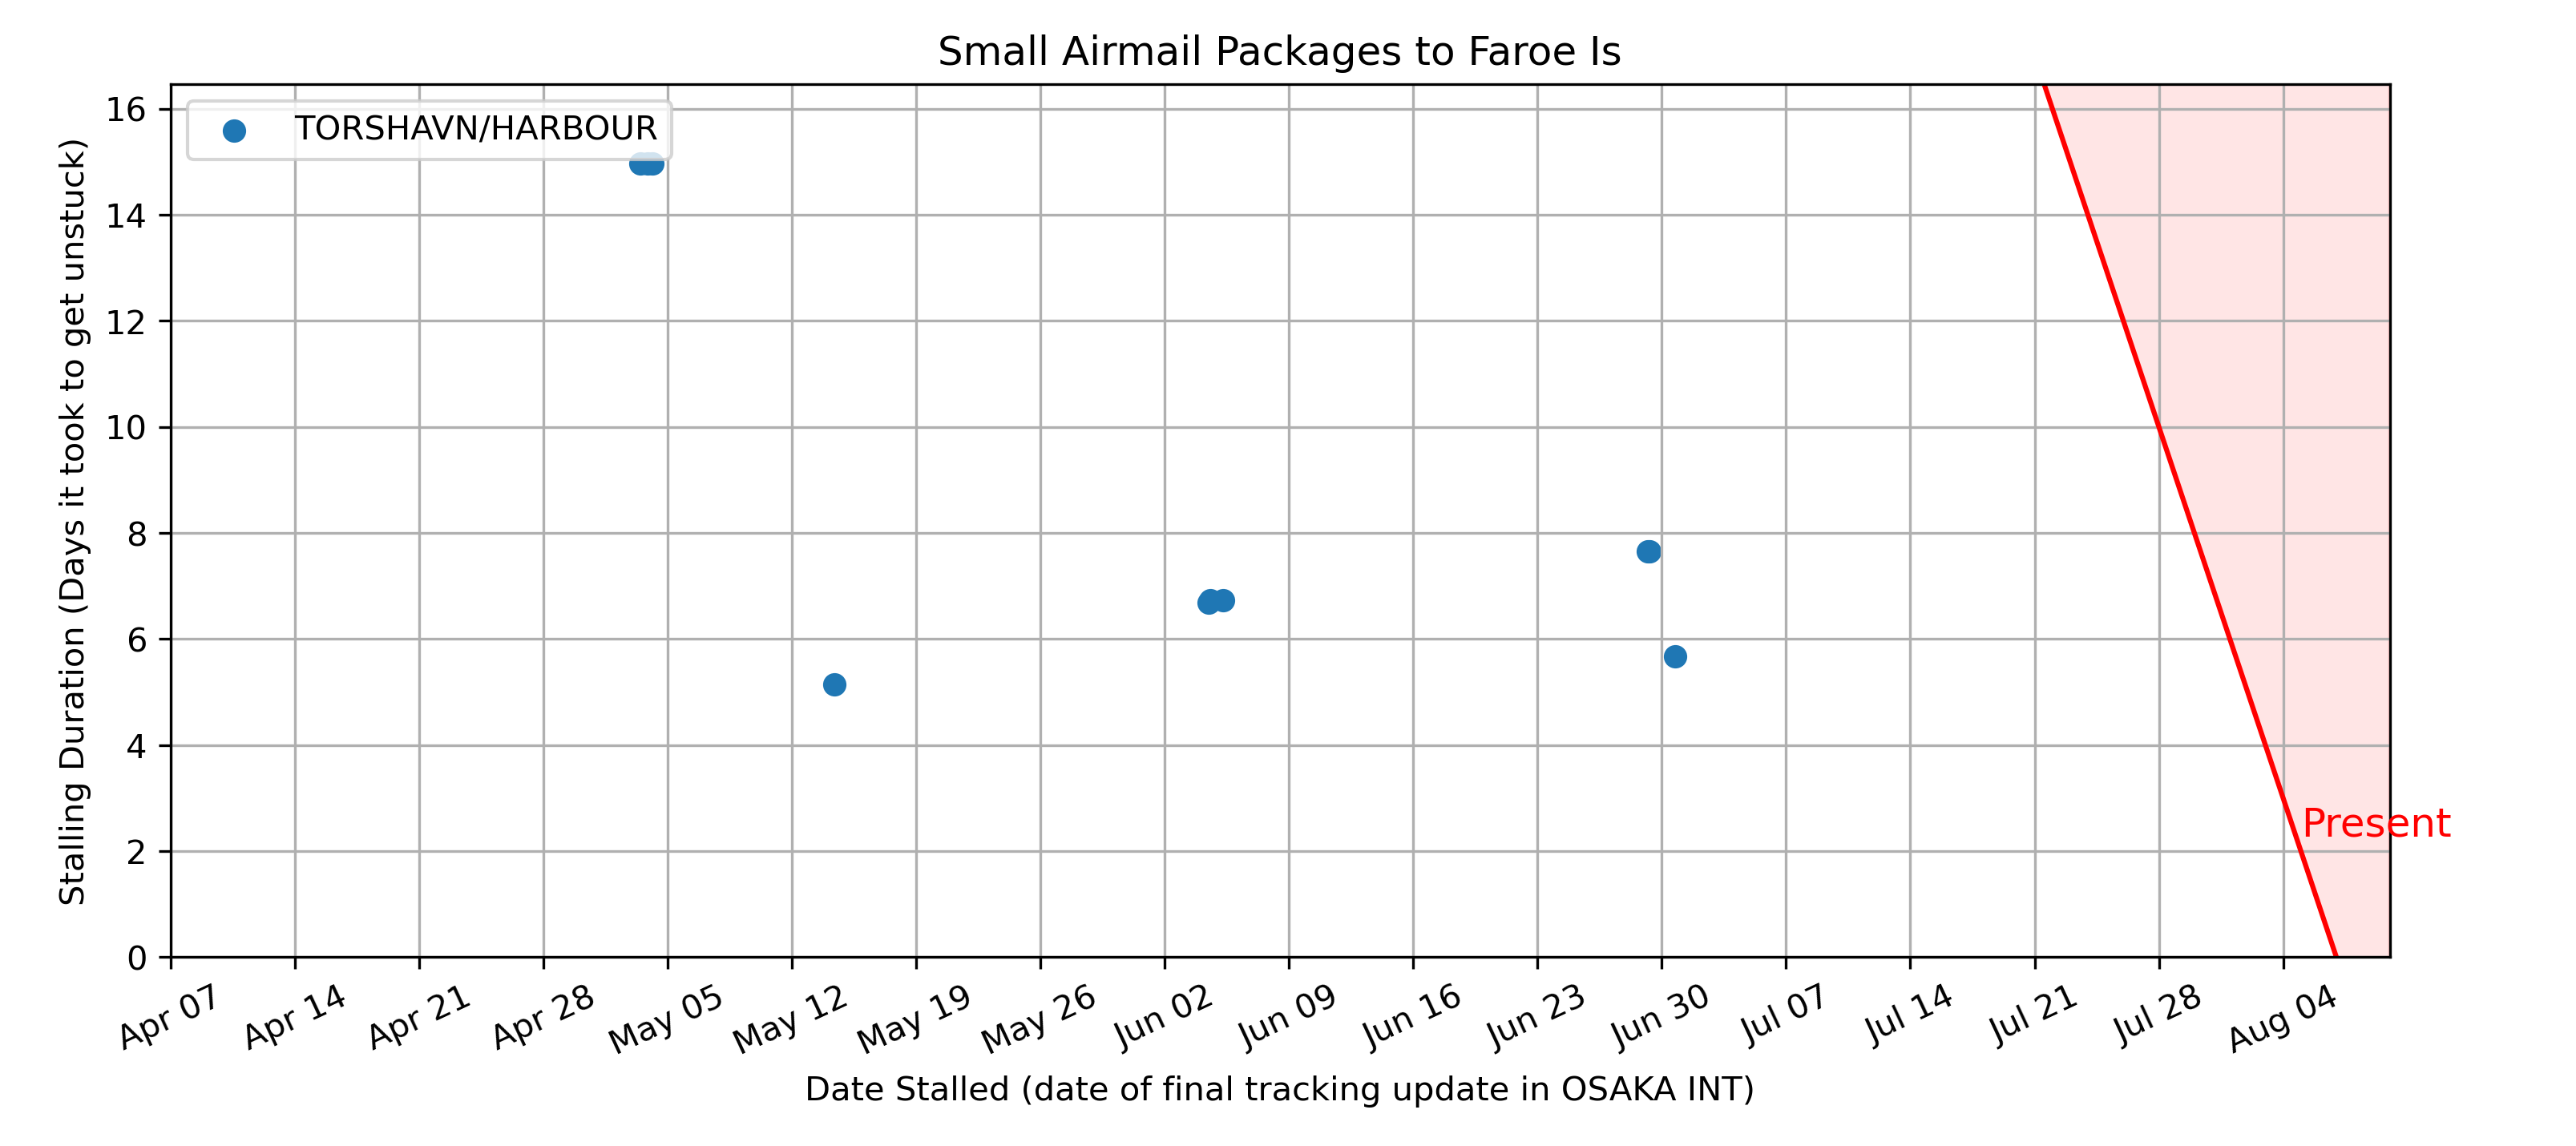 Small Airmail Packages to Faroe Is
TORSHAVN/HARBOUR
Stalling Duration (Days it took to get unstuck)
16
14
12
10
8
6
4
2
0
Present
Apr 07
Apr 14
Apr 21
Apr 28
May 05
May 12
May 19
May 26
Jun 02
Jun 09
Jun 16
Jun 23
Jun 30
Jul 07
Jul 14
Jul 21
Jul 28
Aug 04
Date Stalled (date of final tracking update in OSAKA INT)